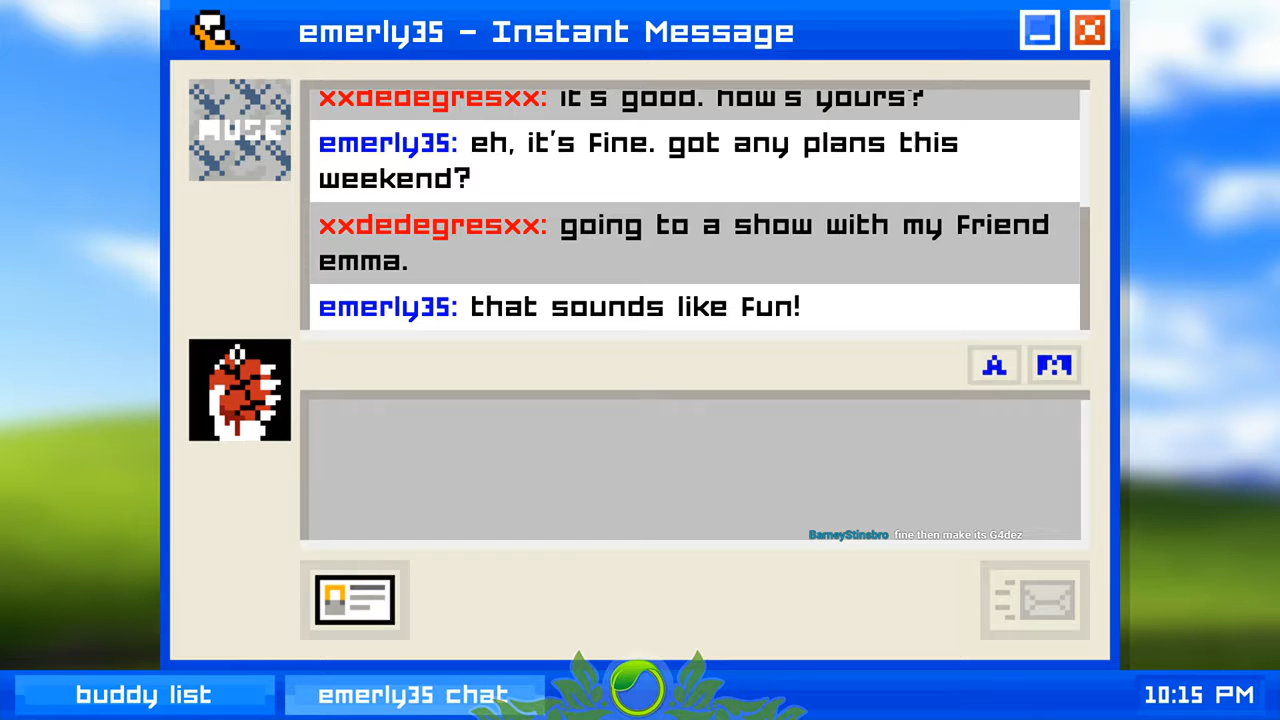 emerly35 - Instant Message
MUSE
xxdedegresxx: it's good. how's yours?
emerly35: eh, it's fine. got any plans this
weekend?
xxdedegresxx: going to a show with my friend
emma.
emerly35: that sounds like fun!
A
BarneyStinsbro fine then make its G4dez
buddy list
emerly35 chat
10:15 PM